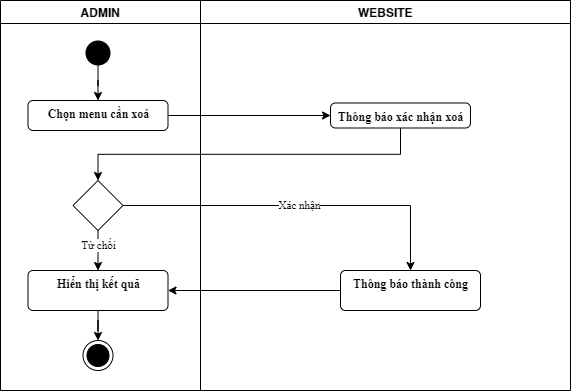 ADMIN
WEBSITE
Chọn menu cần xoá
Thông báo xác nhận xoá
Xác nhận
Từ chối
Hiển thị kết quả
Thông báo thành công